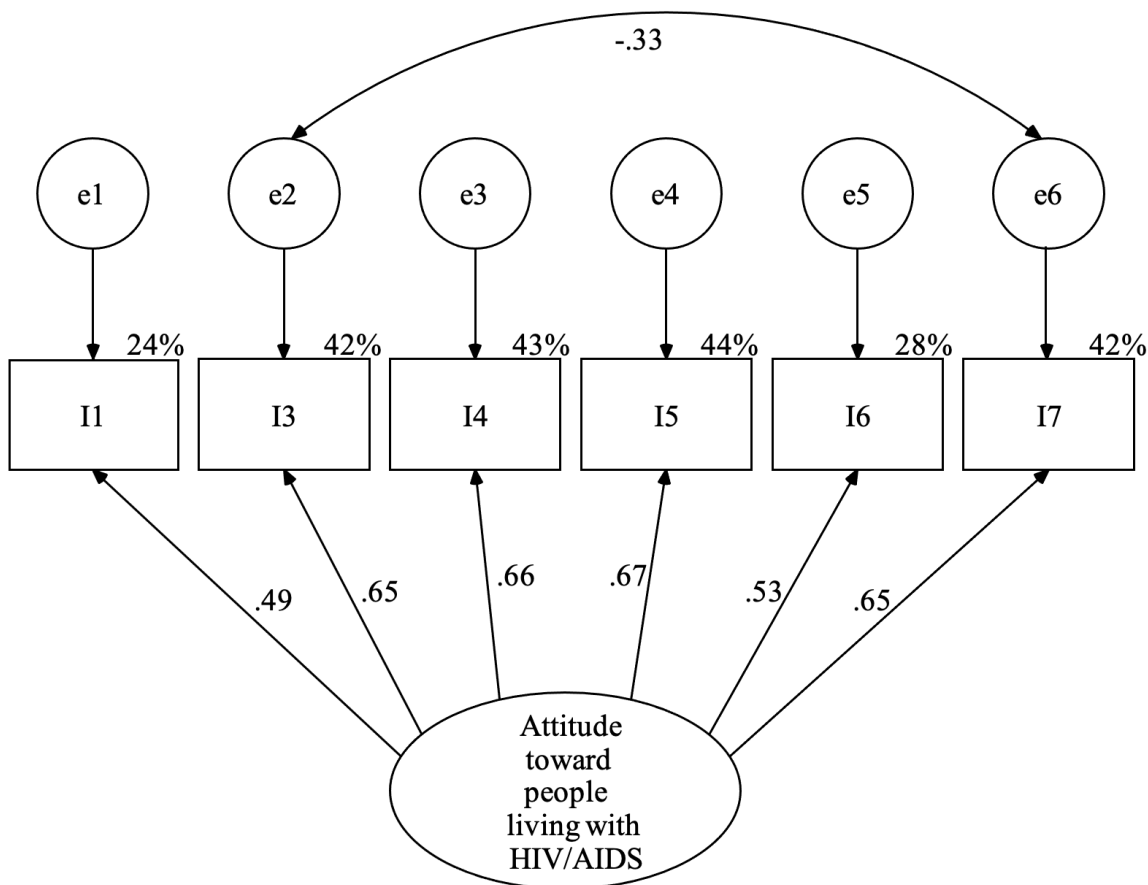 -.33
e1 e2 e3 e4 e5 e6
24% 42% 43% 44% 28% 42%
I1 I3 I4 I5 I6 I7
.49 .65 .66 .67 .53 .65
Attitude
toward
people
living with
HIV/AIDS